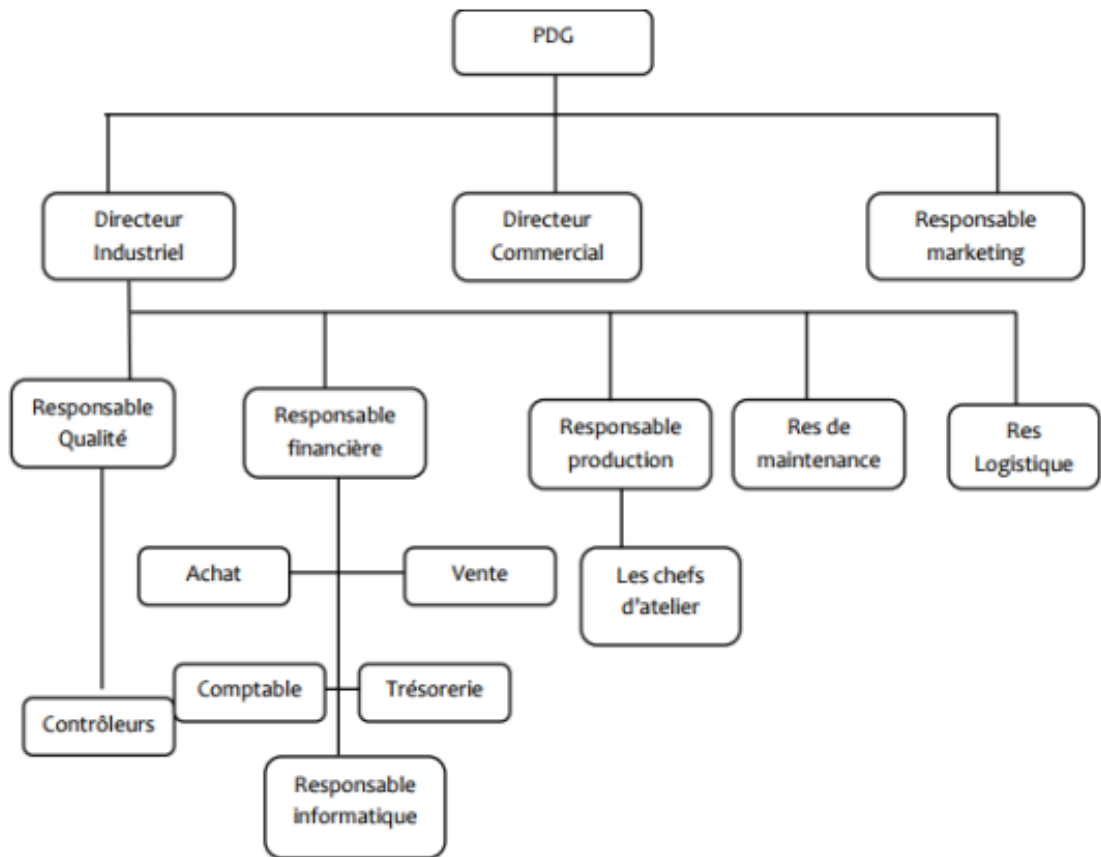 PDG
Directeur
Industriel
Directeur
Commercial
Responsable
marketing
Responsable
Qualité
Responsable
financière
Responsable
production
Res de
maintenance
Res
Logistique
Achat
Vente
Les chefs
d'atelier
Comptable
Trésorerie
Contrôleurs
Responsable
informatique